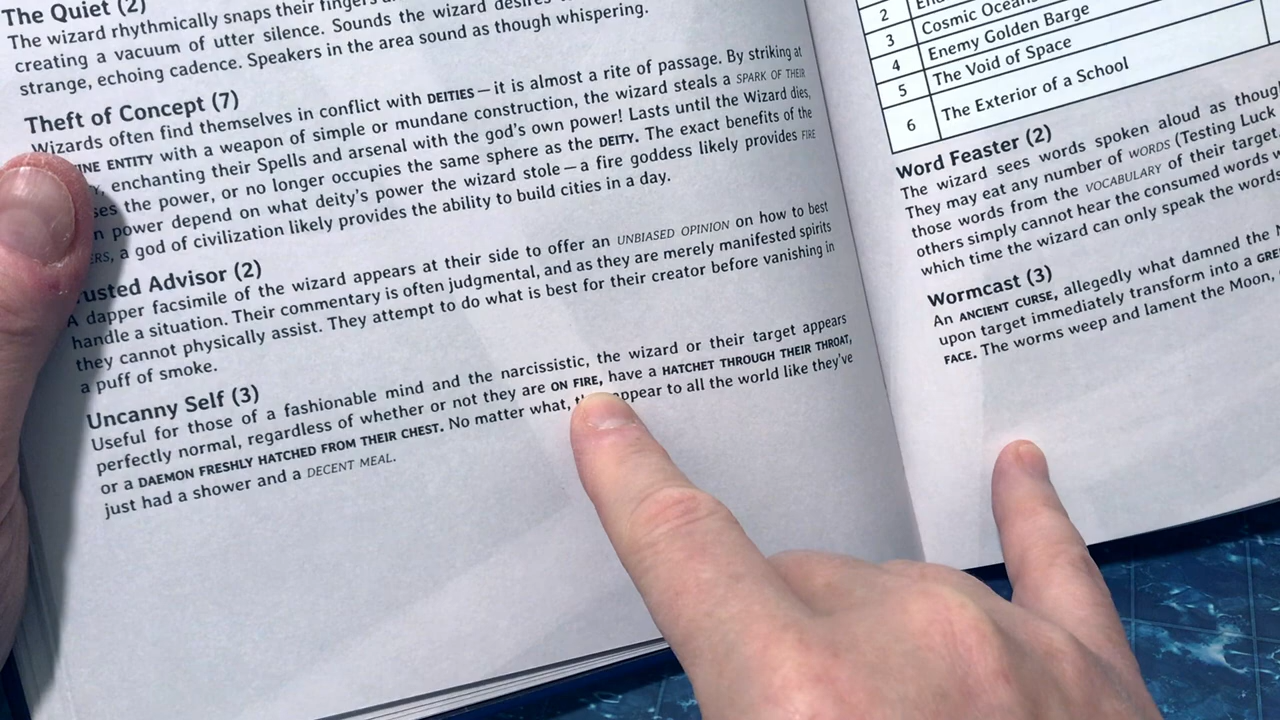 The Quiet (2)
The wizard rhythmically snaps their fingers
creating a vacuum of utter silence. Sounds the wizard desires
strange, echoing cadence. Speakers in the area sound as though whispering.
Theft of Concept (7)
Wizards often find themselves in conflict with DEITIES — it is almost a rite of passage. By striking at
ENTITY with a weapon of simple or mundane construction, the wizard steals a SPARK OF THEIR
enchanting their Spells and arsenal with the god's own power! Lasts until the Wizard dies,
the power, or no longer occupies the same sphere as the DEITY. The exact benefits of the
power depend on what deity's power the wizard stole — a fire goddess likely provides FIRE
a god of civilization likely provides the ability to build cities in a day.
Advisor (2)
A dapper facsimile of the wizard appears at their side to offer an UNBIASED OPINION on how to best
handle a situation. Their commentary is often judgmental, and as they are merely manifested spirits
they cannot physically assist. They attempt to do what is best for their creator before vanishing in
a puff of smoke.
Uncanny Self (3)
Useful for those of a fashionable mind and the narcissistic, the wizard or their target appears
perfectly normal, regardless of whether or not they are ON FIRE, have a HATCHET THROUGH THEIR THROAT,
or a DAEMON FRESHLY HATCHED FROM THEIR CHEST. No matter what, appear to all the world like they've
just had a shower and a DECENT MEAL.
2
3 Cosmic Ocean
4 Enemy Golden Barge
5 The Void of Space
6 The Exterior of a School
Word Feaster (2)
The wizard sees words spoken aloud as though
They may eat any number of WORDS (Testing Luck
those words from the VOCABULARY of their target
others simply cannot hear the consumed words
which time the wizard can only speak the words
Wormcast (3)
An ANCIENT CURSE, allegedly what damned the
upon target immediately transform into a
FACE. The worms weep and lament the Moon,